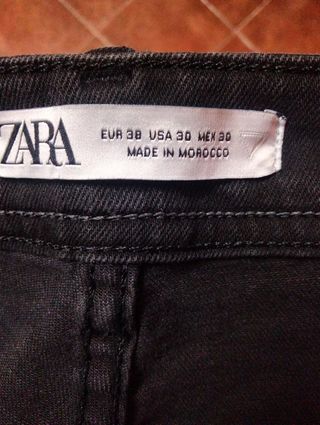 ZARA
EUR 38 USA 30 MEX 30
MADE IN MOROCCO